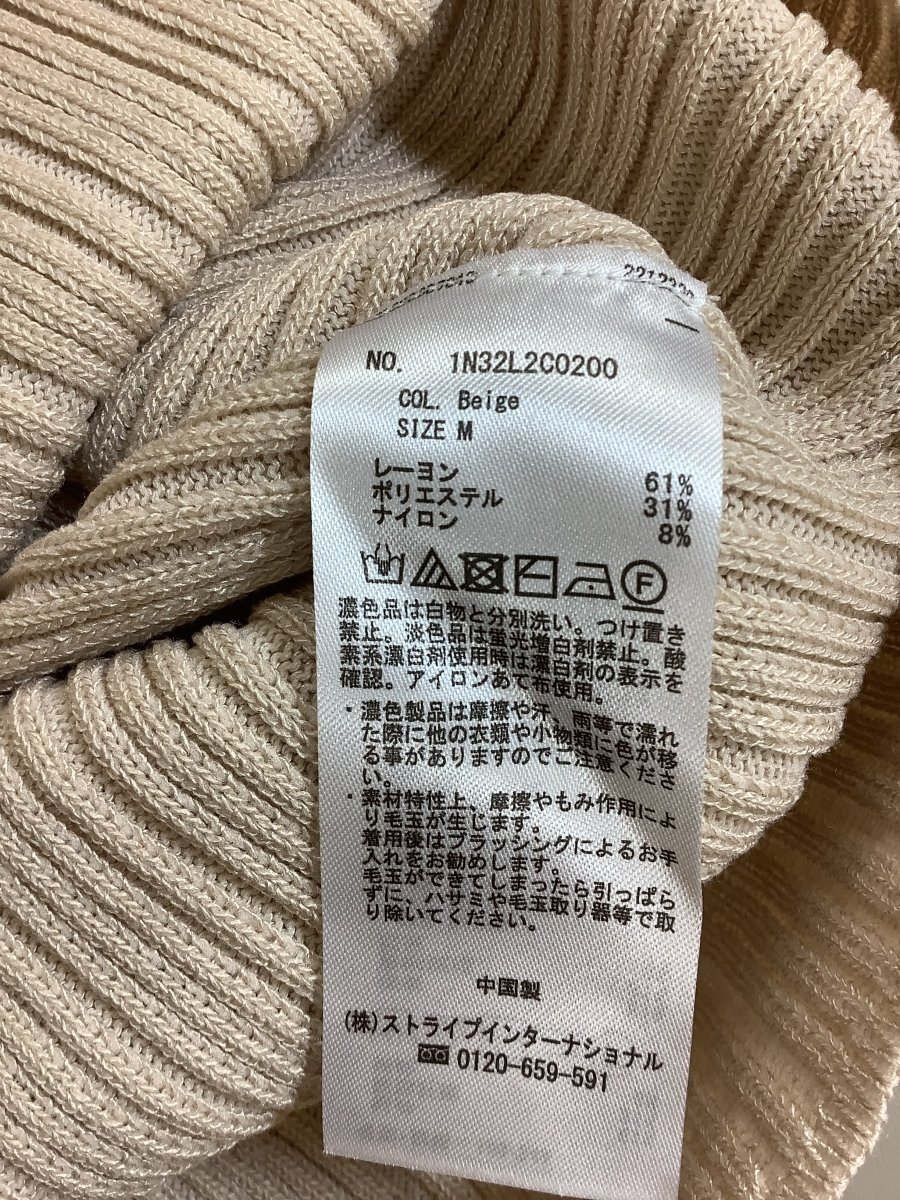 NO. 1N32L2C0200
COL. Beige
SIZE M
レーヨン 61%
ポリエステル 31%
ナイロン 8%
F
濃色品は白物と分別洗い。つけ置き
禁止。淡色品は蛍光増白剤禁止。酸
素系漂白剤使用時は漂白剤の表示を
確認。アイロンあて布使用。
・濃色製品は摩擦や汗、雨等で濡れ
た際に他の衣類や小物類に色が移
る事がありますのでご注意くださ
い。
・素材特性上、摩擦やもみ作用によ
り毛玉が生じます。
着用後はブラッシングによるお手
入れをお勧めします。
毛玉ができてしまったら引っぱら
ずに、ハサミや毛玉取り器等で取
り除いてください。
中国製
(株)ストライプインターナショナル
0120-659-591